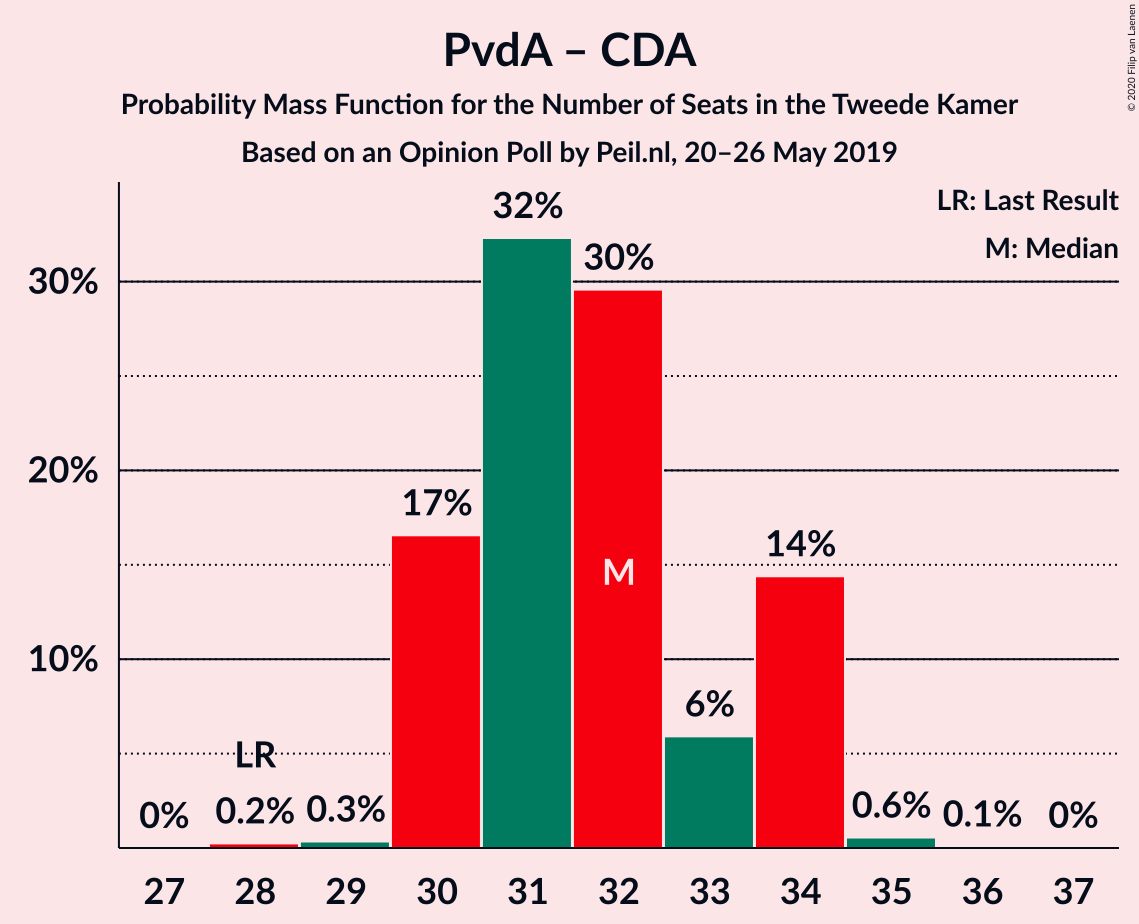 PvdA – CDA
Probability Mass Function for the Number of Seats in the Tweede Kamer
Based on an Opinion Poll by Peil.nl, 20–26 May 2019
© 2020 Filip van Laenen
LR: Last Result
M: Median
30%
20%
10%
0%
LR
0.2%
0.3%
17%
32%
30%
M
6%
14%
0.6%
0.1%
0%
27 28 29 30 31 32 33 34 35 36 37